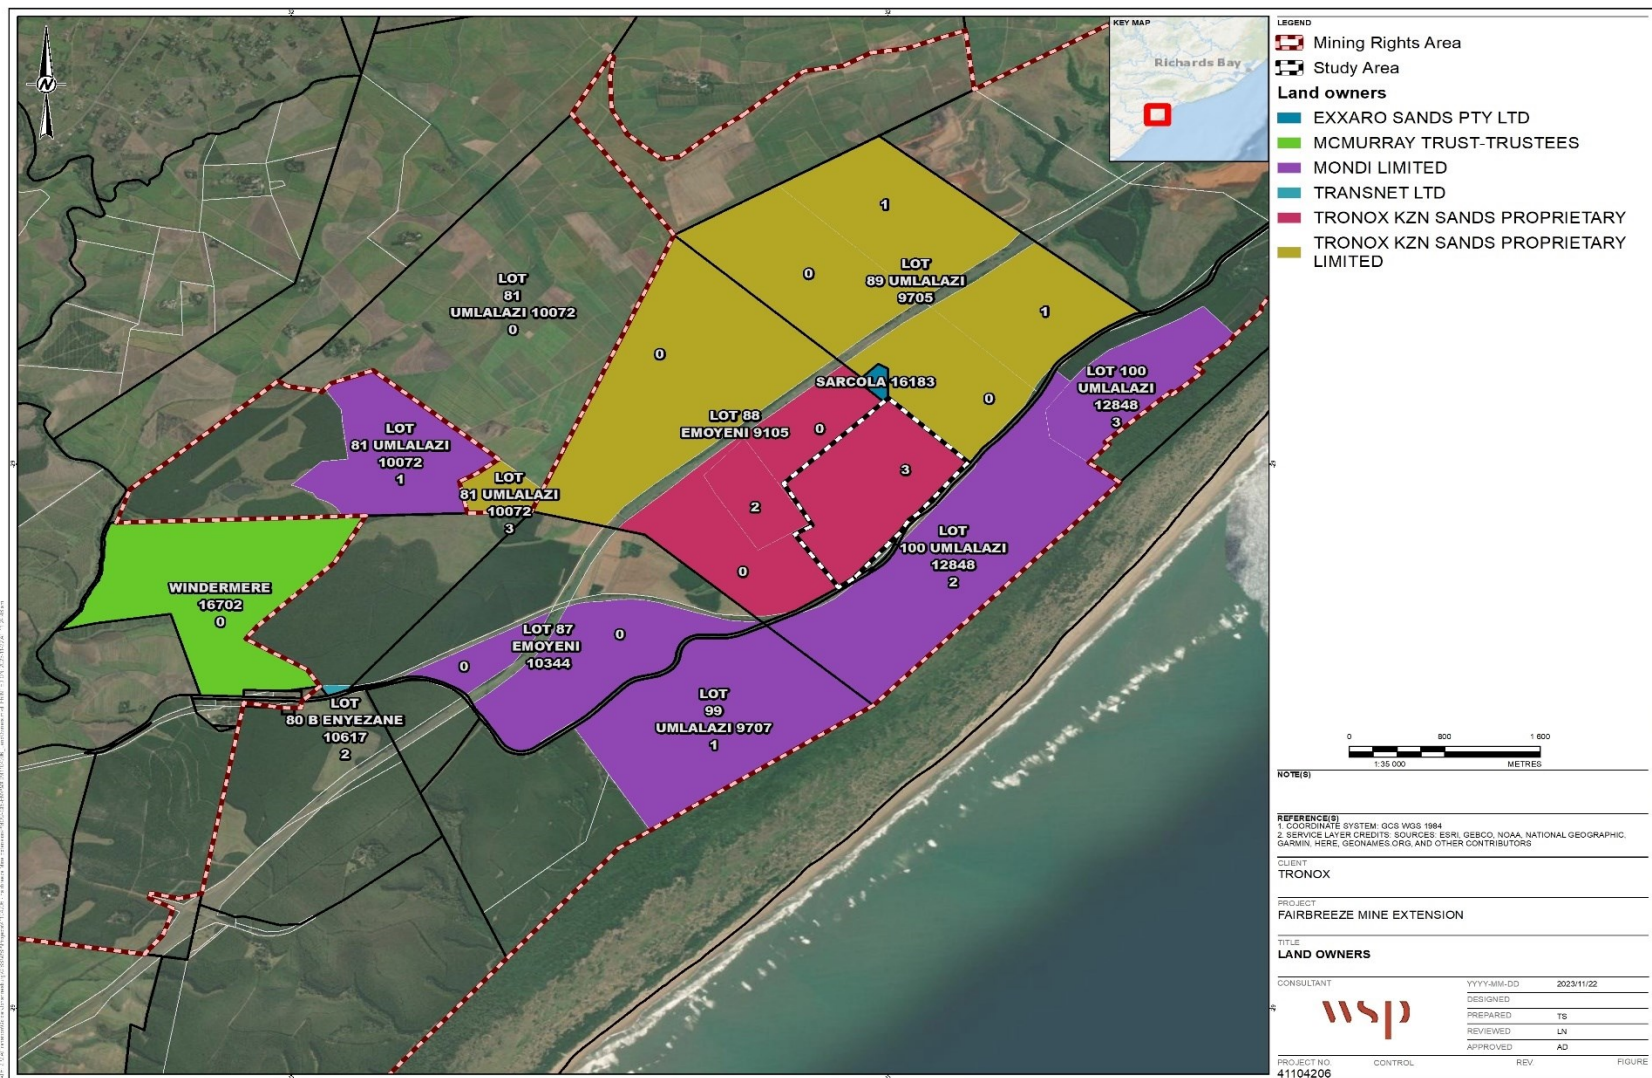 N
KEY MAP
Richards Bay
1
0
LOT
89 UMLALAZI
9705
1
0
LOT
81
UMLALAZI 10072
0
0
SARCOLA 16183
LOT 100
UMLALAZI
12848
3
LOT 88
EMOYENI 9105
0
LOT
81 UMLALAZI
10072
1
LOT
81 UMLALAZI
10072
3
3
2
0
LOT
100 UMLALAZI
12848
2
WINDERMERE
16702
0
LOT 87
EMOYENI
10344
0
0
LOT
80 B ENYEZANE
10617
2
LOT
99
UMLALAZI 9707
1
LEGEND
Mining Rights Area
Study Area
Land owners
EXXARO SANDS PTY LTD
MCMURRAY TRUST-TRUSTEES
MONDI LIMITED
TRANSNET LTD
TRONOX KZN SANDS PROPRIETARY
TRONOX KZN SANDS PROPRIETARY
LIMITED
0 800 1 600
1:35 000 METRES
NOTE(S)
REFERENCE(S)
1. COORDINATE SYSTEM: GCS WGS 1984
2. SERVICE LAYER CREDITS: SOURCES: ESRI, GEBCO, NOAA, NATIONAL GEOGRAPHIC,
GARMIN, HERE, GEONAMES.ORG, AND OTHER CONTRIBUTORS
CLIENT
TRONOX
PROJECT
FAIRBREEZE MINE EXTENSION
TITLE
LAND OWNERS
CONSULTANT
wsp
YYYY-MM-DD 2023/11/22
DESIGNED
PREPARED TS
REVIEWED LN
APPROVED AD
PROJECT NO. CONTROL REV. FIGURE
41104206